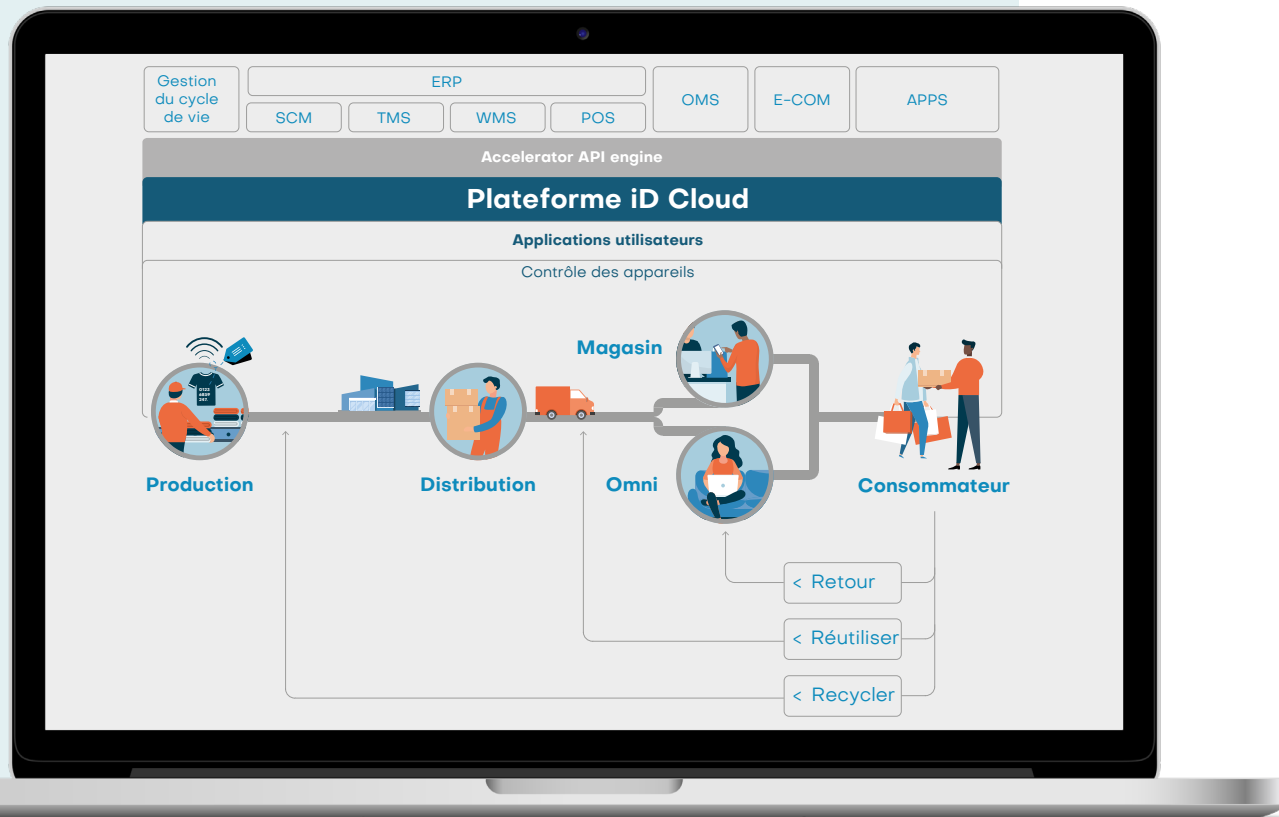 Gestion
du cycle
de vie
ERP
SCM
TMS
WMS
POS
OMS
E-COM
APPS
Accelerator API engine
Plateforme iD Cloud
Applications utilisateurs
Contrôle des appareils
Magasin
Production
Distribution
Omni
Consommateur
< Retour
< Réutiliser
< Recycler